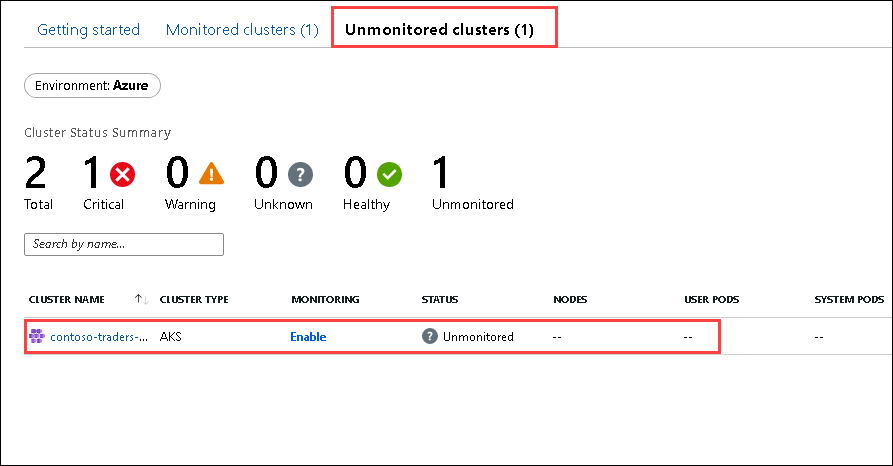 Getting started Monitored clusters (1) Unmonitored clusters (1)
Environment: Azure
Cluster Status Summary
2 1 0 0 0 1
Total Critical Warning Unknown Healthy Unmonitored
Search by name...
CLUSTER NAME ↑↓ CLUSTER TYPE MONITORING STATUS NODES USER PODS SYSTEM PODS
contoso-traders-... AKS Enable Unmonitored -- -- --